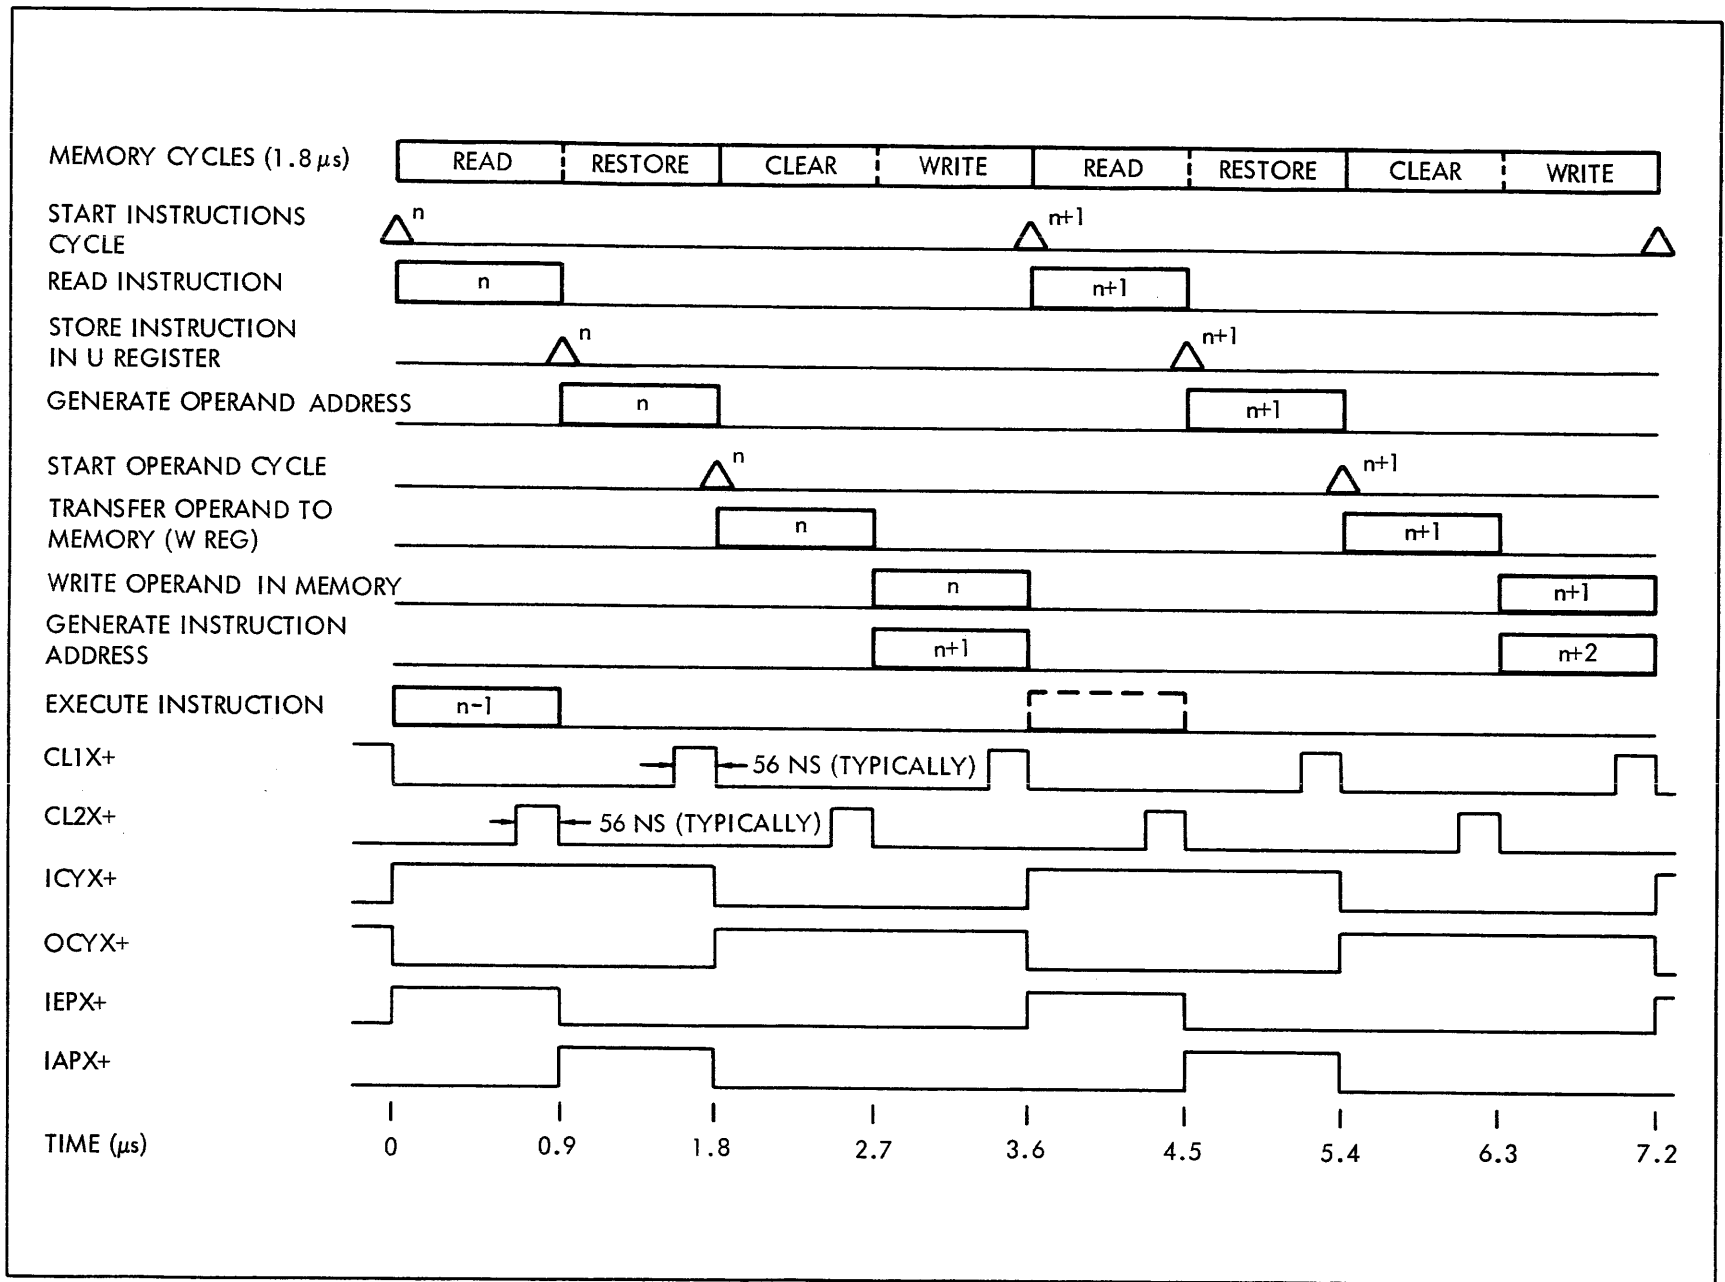 MEMORY CYCLES (1.8 μs) READ RESTORE CLEAR WRITE READ RESTORE CLEAR WRITE
START INSTRUCTIONS
CYCLE
n n+1
READ INSTRUCTION n n+1
STORE INSTRUCTION
IN U REGISTER
n n+1
GENERATE OPERAND ADDRESS n n+1
START OPERAND CYCLE n n+1
TRANSFER OPERAND TO
MEMORY (W REG)
n n+1
WRITE OPERAND IN MEMORY n n+1
GENERATE INSTRUCTION
ADDRESS
n+1 n+2
EXECUTE INSTRUCTION n-1
CL1X+ 56 NS (TYPICALLY)
CL2X+ 56 NS (TYPICALLY)
ICYX+
OCYX+
IEPX+
IAPX+
TIME (μs) 0 0.9 1.8 2.7 3.6 4.5 5.4 6.3 7.2